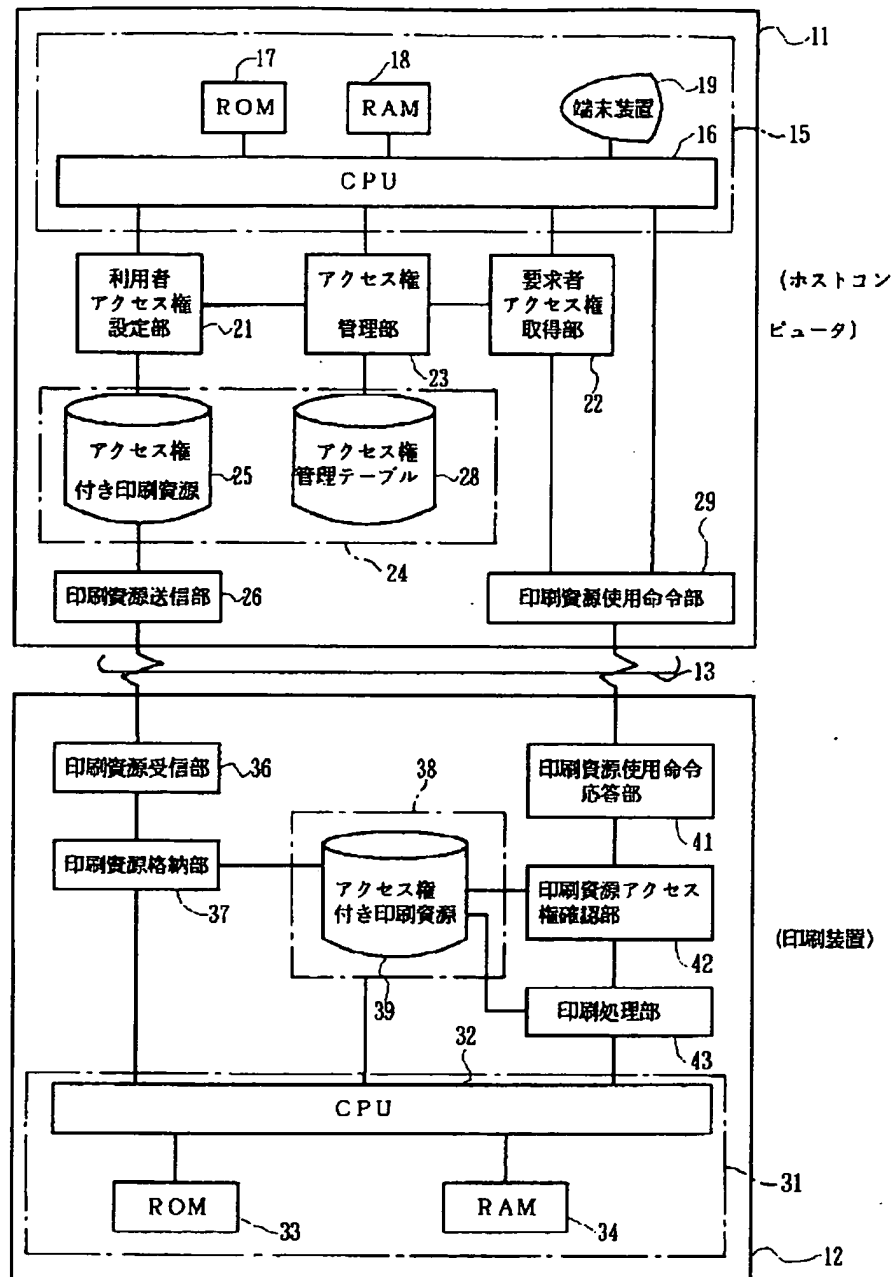 11
17
18
19
ROM
RAM
端末装置
15
16
CPU
利用者
アクセス権
設定部
21
アクセス権
管理部
23
要求者
アクセス権
取得部
22
(ホストコン
ピュータ)
アクセス権
付き印刷資源
25
アクセス権
管理テーブル
28
24
29
印刷資源送信部
26
印刷資源使用命令部
13
印刷資源受信部
36
38
印刷資源使用命令
応答部
41
印刷資源格納部
37
アクセス権
付き印刷資源
39
印刷資源アクセス
権確認部
42
(印刷装置)
印刷処理部
43
32
CPU
31
ROM
33
RAM
34
12